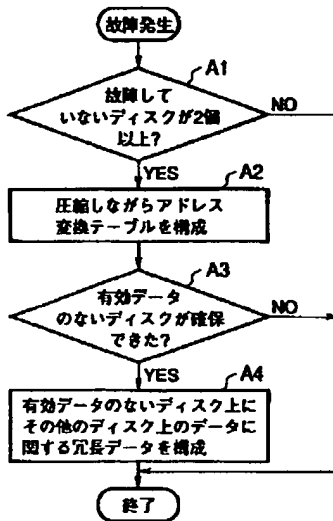 故障発生
A1
故障して
いないディスクが2個
以上?
NO
YES
A2
圧縮しながらアドレス
変換テーブルを構成
A3
有効データ
のないディスクが確保
できた?
NO
YES
A4
有効データのないディスク上に
その他のディスク上のデータに
関する冗長データを構成
終了